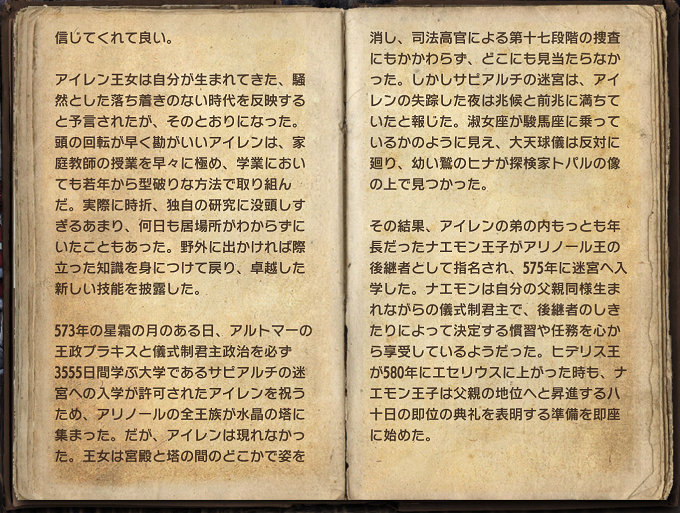 信じてくれて良い。
アイレン王女は自分が生まれてきた、騒
然とした落ち着きのない時代を反映する
と予言されたが、そのとおりになった。
頭の回転が早く勘がいいアイレンは、家
庭教師の授業を早々に極め、学業におい
ても若年から型破りな方法で取り組ん
だ。実際に時折、独自の研究に没頭しす
ぎるあまり、何日も居場所がわからずに
いたこともあった。野外に出かければ際
立った知識を身につけて戻り、卓越した
新しい技能を披露した。
573年の星霜の月のある日、アルトマーの
王政プラキスと儀式制君主政治を必ず
3555日間学ぶ大学であるサピアルチの迷
宮への入学が許可されたアイレンを祝う
ため、アリノールの全王族が水晶の塔に
集まった。だが、アイレンは現れなかっ
た。王女は宮殿と塔の間のどこかで姿を
消し、司法高官による第十七段階の捜査
にもかかわらず、どこにも見当たらなか
った。しかしサピアルチの迷宮は、アイ
レンの失踪した夜は兆候と前兆に満ちて
いたと報じた。淑女座が駿馬座に乗って
いるかのように見え、大天球儀は反対に
廻り、幼い鷲のヒナが探検家トパルの像
の上で見つかった。
その結果、アイレンの弟の内もっとも年
長だったナエモン王子がアリノール王の
後継者として指名され、575年に迷宮へ入
学した。ナエモンは自分の父親同様生ま
れながらの儀式制君主で、後継者のしき
たりによって決定する慣習や任務を心か
ら享受しているようだった。ヒデリス王
が580年にエセリウスに上がった時も、ナ
エモン王子は父親の地位へと昇進する八
十日の即位の典礼を表明する準備を即座
に始めた。